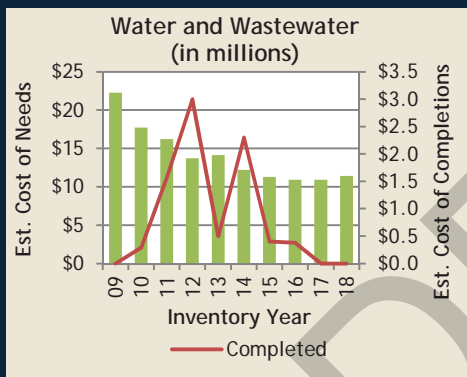 Water and Wastewater
(in millions)
Est. Cost of Needs
$25
$20
$15
$10
$5
$0
$3.5
$3.0
$2.5
$2.0
$1.5
$1.0
$0.5
$0.0
Est. Cost of Completions
09 10 11 12 13 14 15 16 17 18
Inventory Year
Completed